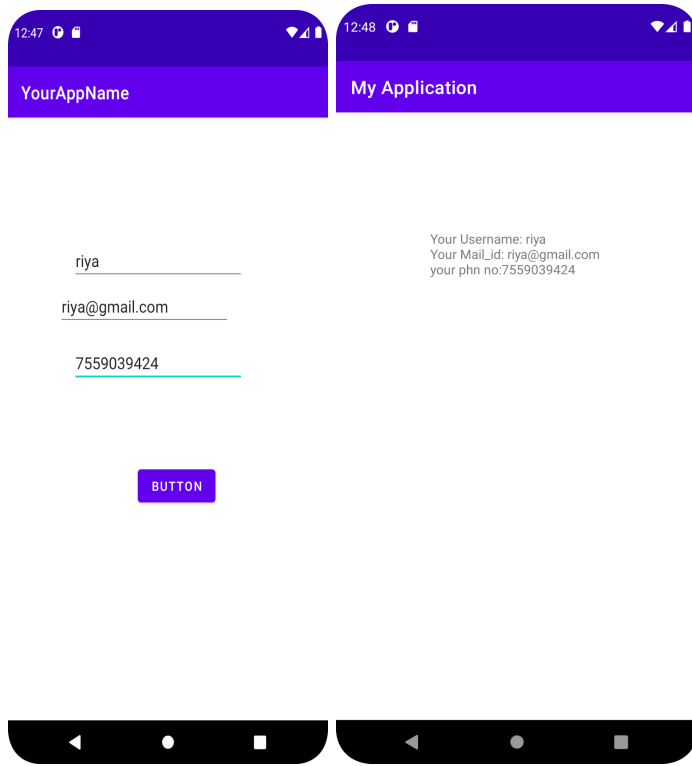 12:47
YourAppName
riya
riya@gmail.com
7559039424
BUTTON
12:48
My Application
Your Username: riya
Your Mail_id: riya@gmail.com
your phn no:7559039424